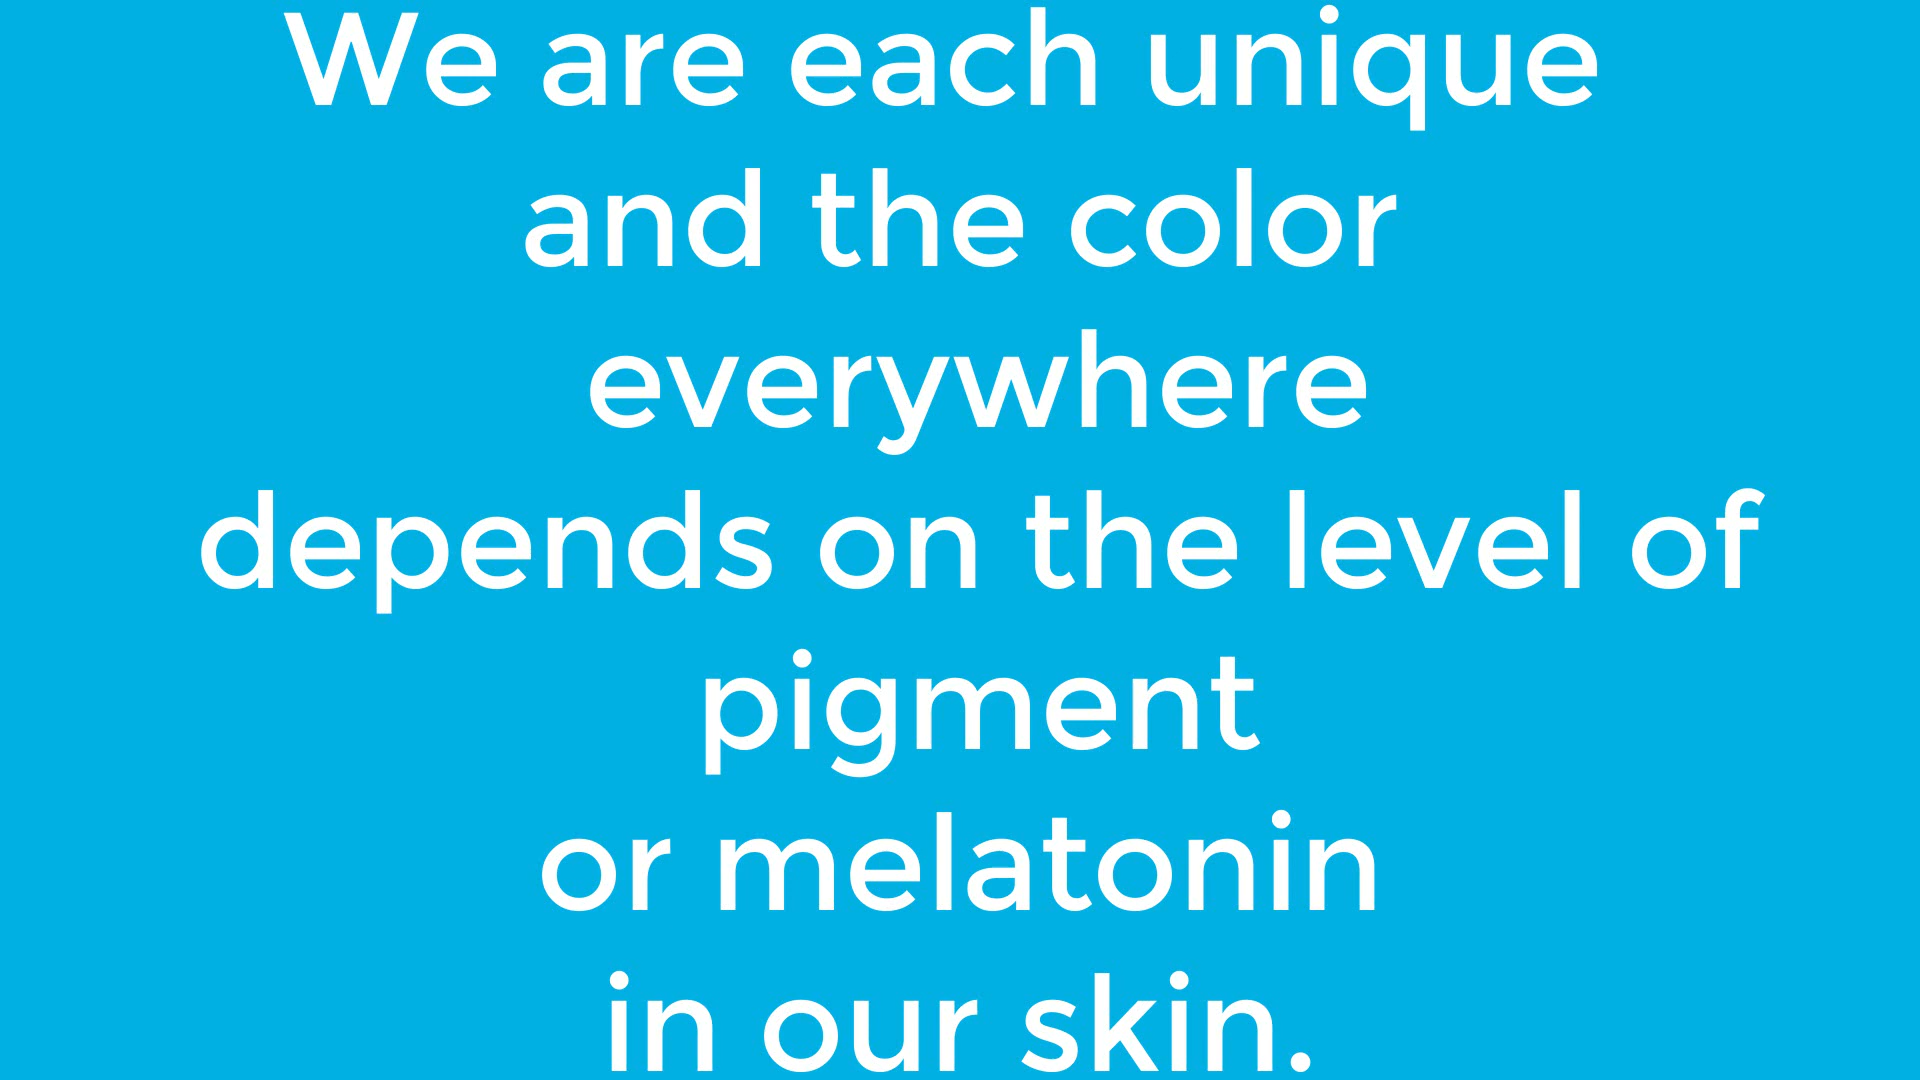 We are each unique
and the color
everywhere
depends on the level of
pigment
or melatonin
in our skin.